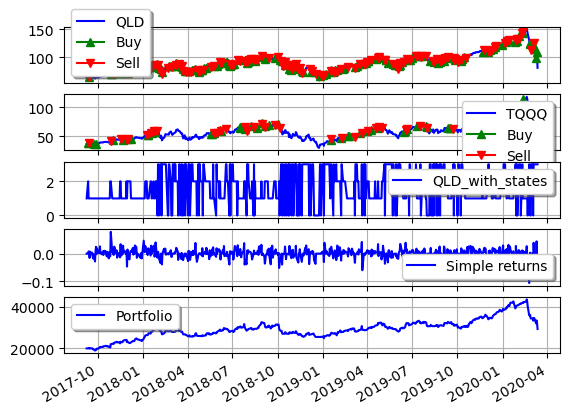 150
100
QLD
Buy
Sell
100
50
TQQQ
Buy
Sell
2
0
QLD_with_states
0.0
−0.1
Simple returns
40000
20000
Portfolio
2017-10
2018-01
2018-04
2018-07
2018-10
2019-01
2019-04
2019-07
2019-10
2020-01
2020-04